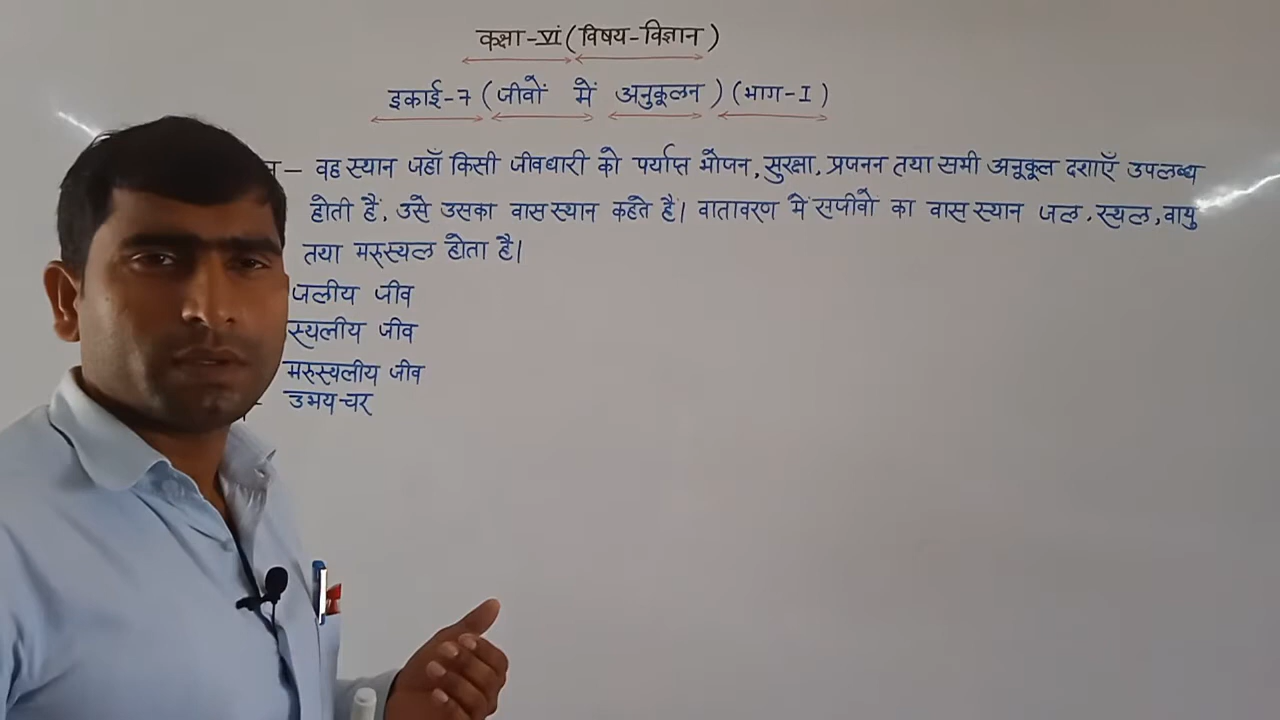 कक्षा-VI (विषय-विज्ञान)
इकाई-7 (जीवों में अनुकूलन) (भाग-I)
– वह स्थान जहाँ किसी जीवधारी को पर्याप्त भोजन, सुरक्षा, प्रजनन तथा सभी अनूकूल दशाएँ उपलब्ध
होती हैं, उसे उसका वास स्थान कहते है। वातावरण में सजीवो का वास स्थान जल, स्थल, वायु
तथा मरुस्थल होता है।
जलीय जीव
स्थलीय जीव
मरुस्थलीय जीव
उभय-चर